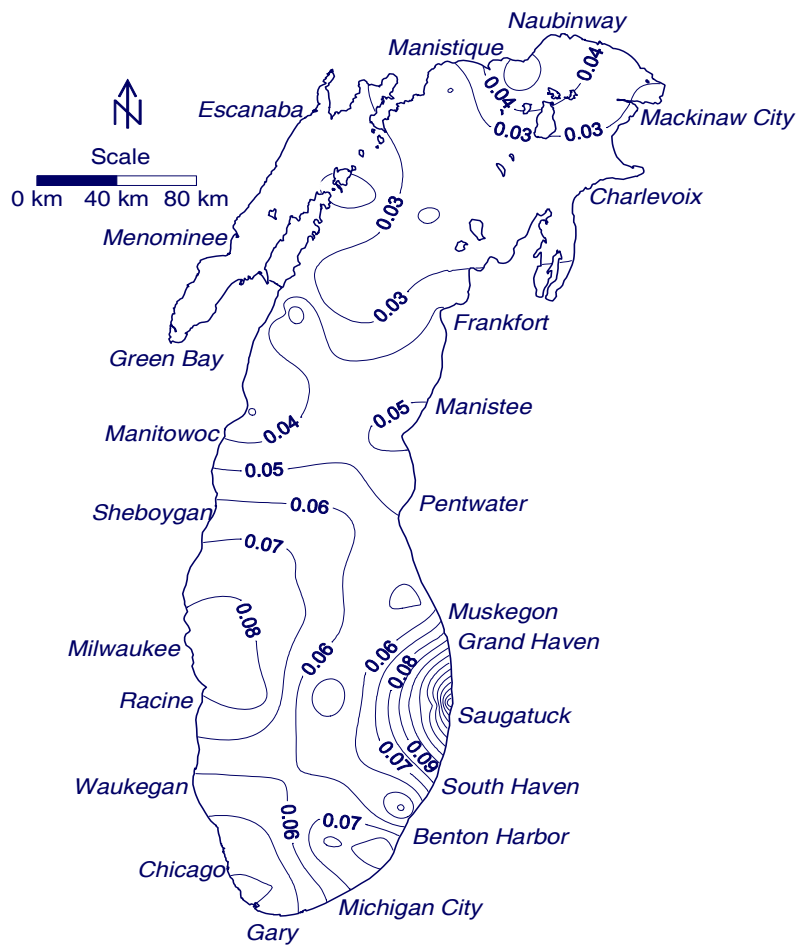 Naubinway
Manistique
0.04
0.04
Escanaba
N
Mackinaw City
0.03
0.03
Scale
0 km 40 km 80 km
Charlevoix
0.03
Menominee
0.03
Frankfort
Green Bay
0.05
Manistee
0.04
Manitowoc
0.05
Pentwater
0.06
Sheboygan
0.07
Muskegon
0.08
Grand Haven
Milwaukee
0.06
0.06
0.08
Racine
Saugatuck
0.07
0.09
Waukegan
South Haven
0.06
0.07
Benton Harbor
Chicago
Michigan City
Gary